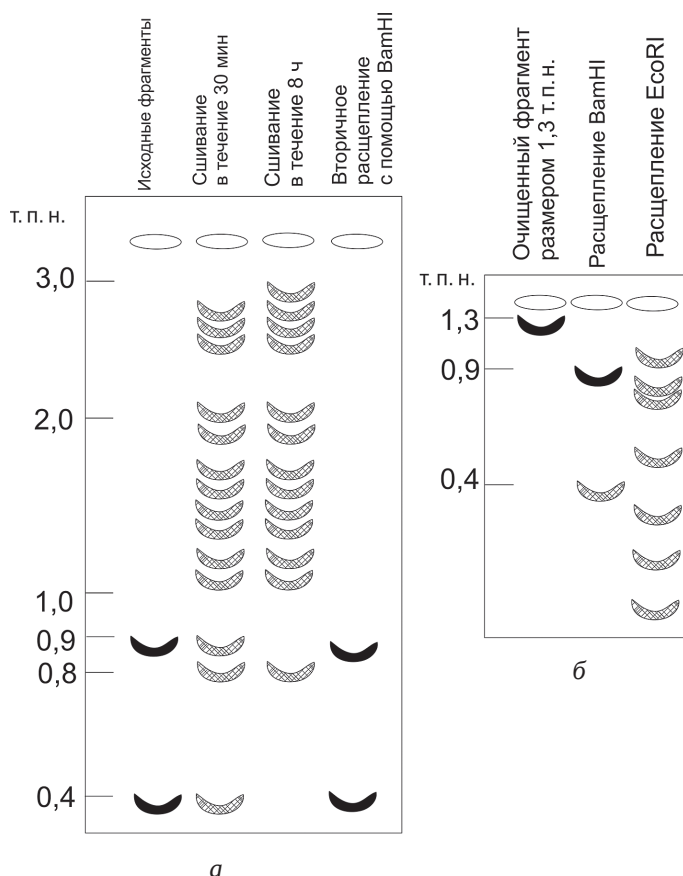 Исходные фрагменты
Сшивание
в течение 30 мин
Сшивание
в течение 8 ч
Вторичное
расщепление
с помощью BamHI
т. п. н.
3,0
2,0
1,0
0,9
0,8
0,4
а
Очищенный фрагмент
размером 1,3 т. п. н.
Расщепление BamHI
Расщепление EcoRI
т. п. н.
1,3
0,9
0,4
б